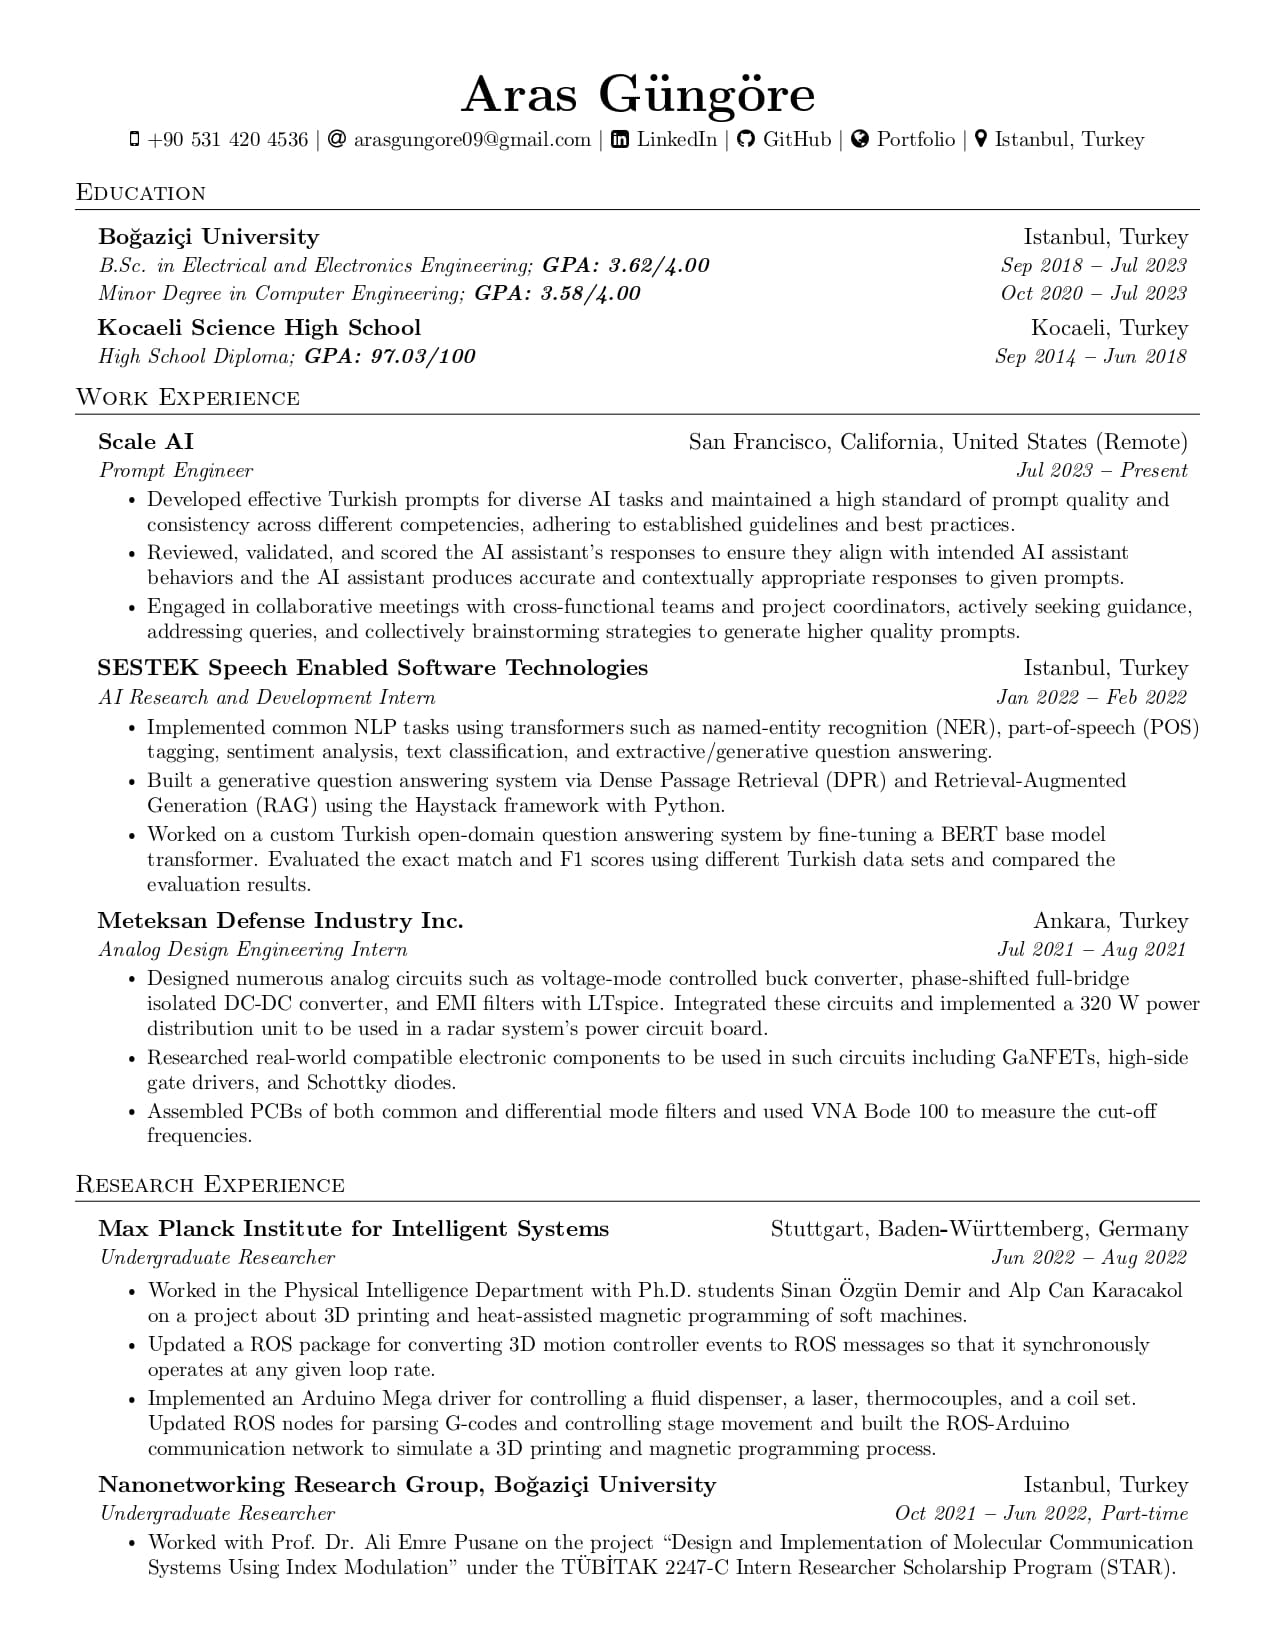 Aras Güngöre
+90 531 420 4536 | arasgungore09@gmail.com | LinkedIn | GitHub | Portfolio | Istanbul, Turkey
Education
Boğaziçi University Istanbul, Turkey
B.Sc. in Electrical and Electronics Engineering; GPA: 3.62/4.00 Sep 2018 – Jul 2023
Minor Degree in Computer Engineering; GPA: 3.58/4.00 Oct 2020 – Jul 2023
Kocaeli Science High School Kocaeli, Turkey
High School Diploma; GPA: 97.03/100 Sep 2014 – Jun 2018
Work Experience
Scale AI San Francisco, California, United States (Remote)
Prompt Engineer Jul 2023 – Present
• Developed effective Turkish prompts for diverse AI tasks and maintained a high standard of prompt quality and
consistency across different competencies, adhering to established guidelines and best practices.
• Reviewed, validated, and scored the AI assistant's responses to ensure they align with intended AI assistant
behaviors and the AI assistant produces accurate and contextually appropriate responses to given prompts.
• Engaged in collaborative meetings with cross-functional teams and project coordinators, actively seeking guidance,
addressing queries, and collectively brainstorming strategies to generate higher quality prompts.
SESTEK Speech Enabled Software Technologies Istanbul, Turkey
AI Research and Development Intern Jan 2022 – Feb 2022
• Implemented common NLP tasks using transformers such as named-entity recognition (NER), part-of-speech (POS)
tagging, sentiment analysis, text classification, and extractive/generative question answering.
• Built a generative question answering system via Dense Passage Retrieval (DPR) and Retrieval-Augmented
Generation (RAG) using the Haystack framework with Python.
• Worked on a custom Turkish open-domain question answering system by fine-tuning a BERT base model
transformer. Evaluated the exact match and F1 scores using different Turkish data sets and compared the
evaluation results.
Meteksan Defense Industry Inc. Ankara, Turkey
Analog Design Engineering Intern Jul 2021 – Aug 2021
• Designed numerous analog circuits such as voltage-mode controlled buck converter, phase-shifted full-bridge
isolated DC-DC converter, and EMI filters with LTspice. Integrated these circuits and implemented a 320 W power
distribution unit to be used in a radar system's power circuit board.
• Researched real-world compatible electronic components to be used in such circuits including GaNFETs, high-side
gate drivers, and Schottky diodes.
• Assembled PCBs of both common and differential mode filters and used VNA Bode 100 to measure the cut-off
frequencies.
Research Experience
Max Planck Institute for Intelligent Systems Stuttgart, Baden-Württemberg, Germany
Undergraduate Researcher Jun 2022 – Aug 2022
• Worked in the Physical Intelligence Department with Ph.D. students Sinan Özgün Demir and Alp Can Karacakol
on a project about 3D printing and heat-assisted magnetic programming of soft machines.
• Updated a ROS package for converting 3D motion controller events to ROS messages so that it synchronously
operates at any given loop rate.
• Implemented an Arduino Mega driver for controlling a fluid dispenser, a laser, thermocouples, and a coil set.
Updated ROS nodes for parsing G-codes and controlling stage movement and built the ROS-Arduino
communication network to simulate a 3D printing and magnetic programming process.
Nanonetworking Research Group, Boğaziçi University Istanbul, Turkey
Undergraduate Researcher Oct 2021 – Jun 2022, Part-time
• Worked with Prof. Dr. Ali Emre Pusane on the project “Design and Implementation of Molecular Communication
Systems Using Index Modulation” under the TÜBİTAK 2247-C Intern Researcher Scholarship Program (STAR).